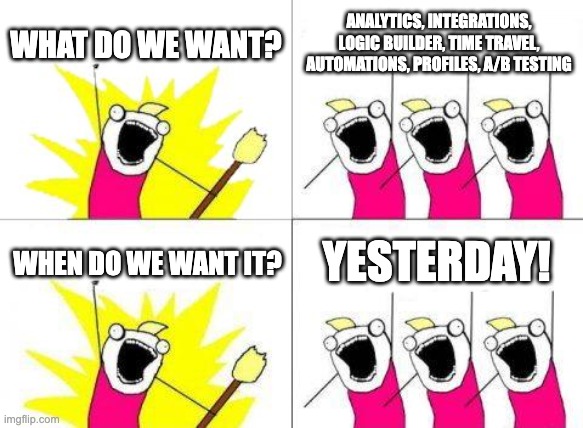 WHAT DO WE WANT?
ANALYTICS, INTEGRATIONS,
LOGIC BUILDER, TIME TRAVEL,
AUTOMATIONS, PROFILES, A/B TESTING
WHEN DO WE WANT IT?
YESTERDAY!
imgflip.com